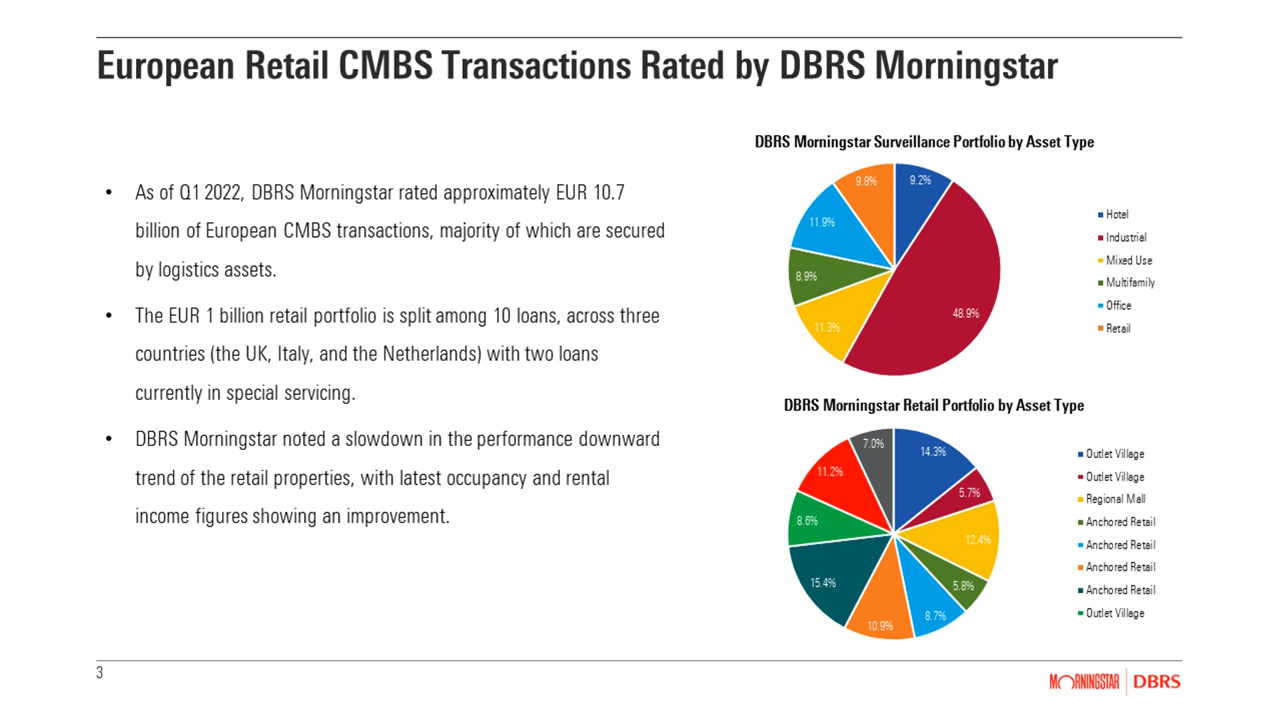 European Retail CMBS Transactions Rated by DBRS Morningstar
• As of Q1 2022, DBRS Morningstar rated approximately EUR 10.7
billion of European CMBS transactions, majority of which are secured
by logistics assets.
• The EUR 1 billion retail portfolio is split among 10 loans, across three
countries (the UK, Italy, and the Netherlands) with two loans
currently in special servicing.
• DBRS Morningstar noted a slowdown in the performance downward
trend of the retail properties, with latest occupancy and rental
income figures showing an improvement.
DBRS Morningstar Surveillance Portfolio by Asset Type
9.2%
48.9%
11.3%
8.9%
11.9%
9.8%
Hotel
Industrial
Mixed Use
Multifamily
Office
Retail
DBRS Morningstar Retail Portfolio by Asset Type
14.3%
5.7%
12.4%
5.8%
8.7%
10.9%
15.4%
8.6%
11.2%
7.0%
Outlet Village
Outlet Village
Regional Mall
Anchored Retail
Anchored Retail
Anchored Retail
Anchored Retail
Outlet Village
3
MORNINGSTAR | DBRS